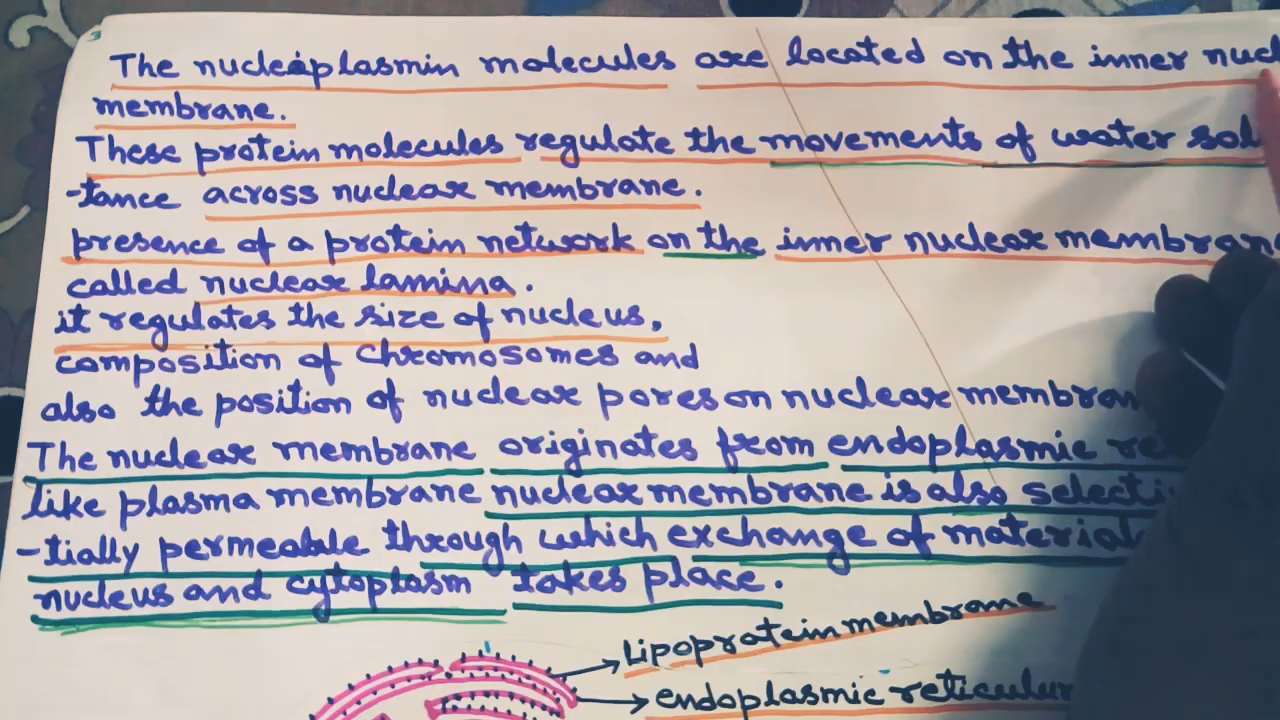 3
The nucleoplasmin molecules are located on the inner nucl
membrane.
These protein molecules regulate the movements of water sol
-tance across nuclear membrane.
presence of a protein network on the inner nuclear membrane
called nuclear lamina.
it regulates the size of nucleus,
composition of chromosomes and
also the position of nuclear pores on nuclear membran
The nuclear membrane originates from endoplasmic re
like plasma membrane nuclear membrane is also selecti
-tially permeable through which exchange of material
nucleus and cytoplasm takes place.
Lipoprotein membrane
endoplasmic reticulum